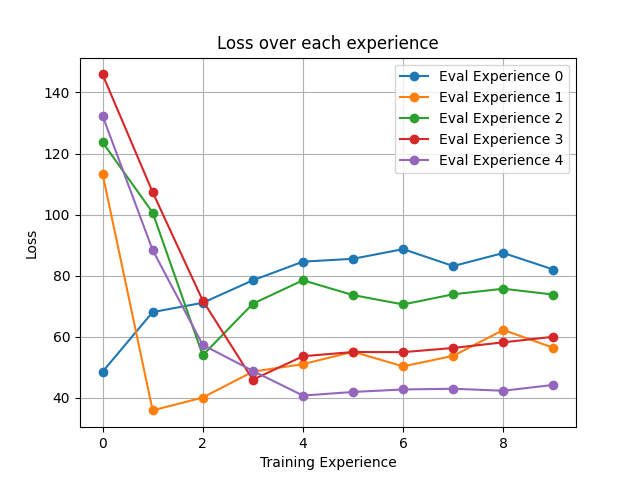 Loss over each experience
Eval Experience 0
Eval Experience 1
Eval Experience 2
Eval Experience 3
Eval Experience 4
140
120
100
80
60
40
Loss
0 2 4 6 8
Training Experience